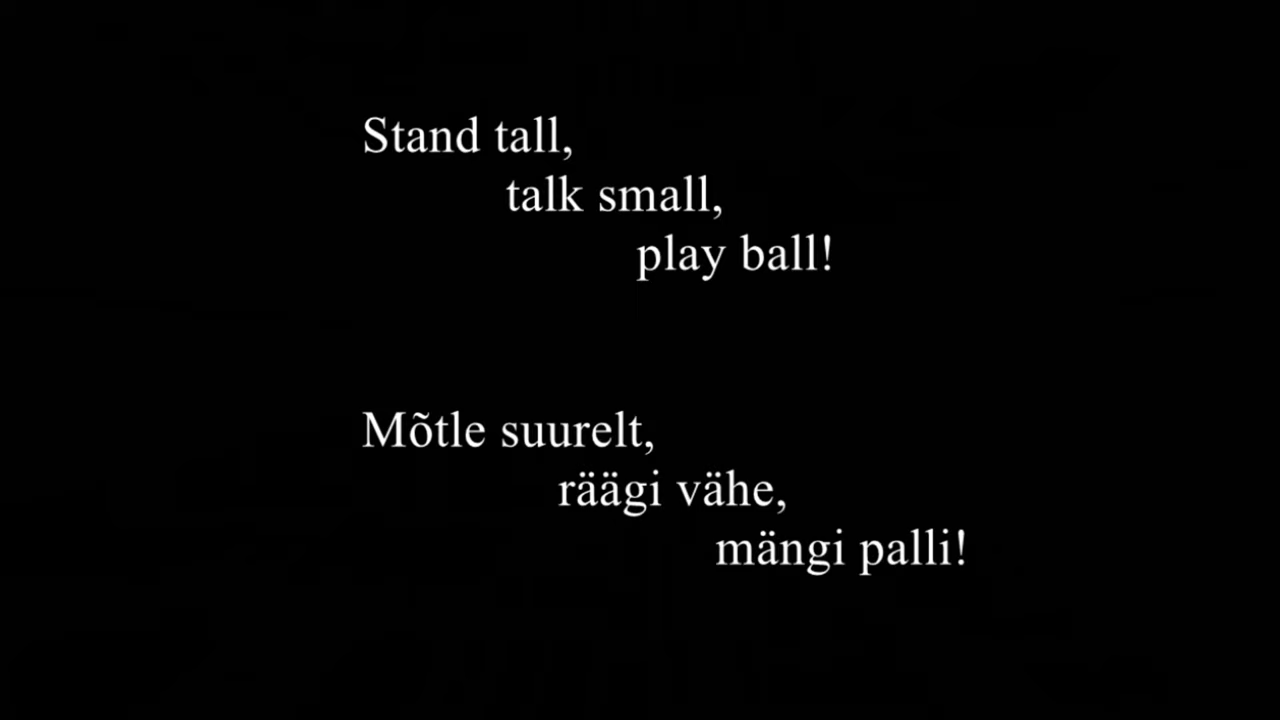 Stand tall,
talk small,
play ball!
Mõtle suurelt,
räägi vähe,
mängi palli!